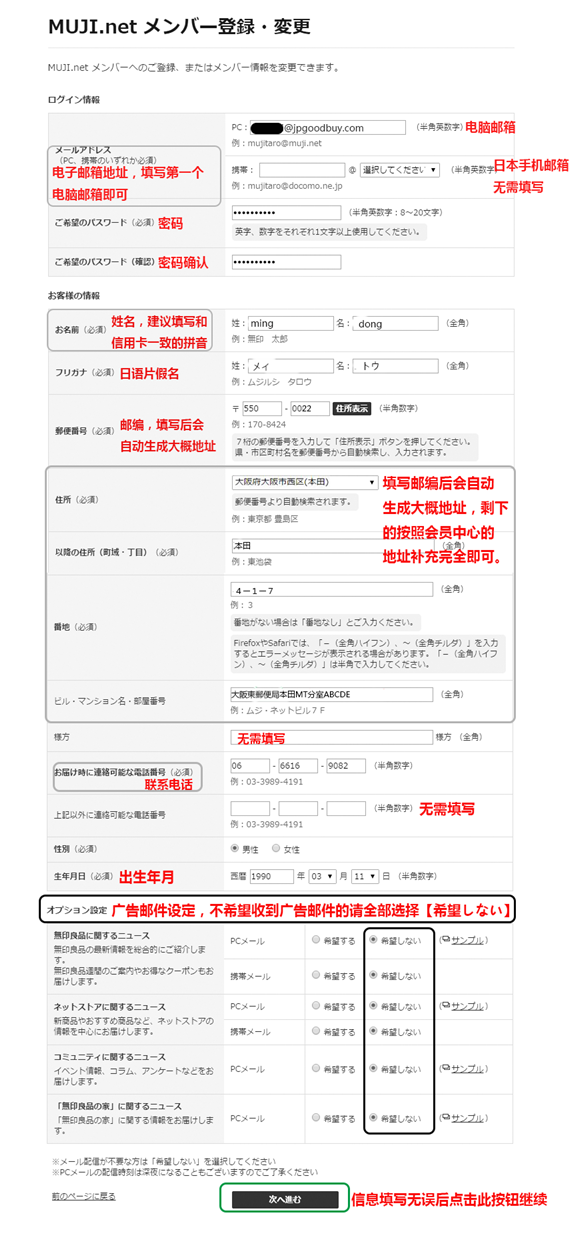 MUJI.net メンバー登録・変更
MUJI.net メンバーへのご登録、またはメンバー情報を変更できます。
ログイン情報
メールアドレス
(PC、携帯のいずれか必須)
电子邮箱地址，填写第一个
电脑邮箱即可
PC： @jpgoodbuy.com （半角英数字） 电脑邮箱
例：mujitaro@muji.net
携帯： @ 選択してください ▼ （半角英数字） 日本手机邮箱
无需填写
例：mujitaro@docomo.ne.jp
ご希望のパスワード（必須） 密码
•••••••••• （半角英数字：8～20文字）
英字、数字をそれぞれ1文字以上使用してください。
ご希望のパスワード（確認） 密码确认
••••••••••
お客様の情報
お名前（必須） 姓名，建议填写和
信用卡一致的拼音
姓： ming 名： dong （全角）
例：無印　太郎
フリガナ（必須） 日语片假名
姓： メイ 名： トウ （全角）
例：ムジルシ　タロウ
郵便番号（必須） 邮编，填写后会
自动生成大概地址
〒 550 - 0022 住所表示 （半角数字）
例：170-8424
７桁の郵便番号を入力して「住所表示」ボタンを押してください。
県・市区町村名を郵便番号から自動検索し、入力されます。
住所（必須）
大阪府大阪市西区(本田) ▼
郵便番号より自動検索されます。
例：東京都 豊島区
填写邮编后会自动
生成大概地址，剩下
的按照会员中心的
地址补充完全即可。
以降の住所（町域・丁目）（必須）
本田 （全角）
例：東池袋
番地（必須）
４－１－７ （全角）
例：３
番地がない場合は「番地なし」とご入力ください。
FirefoxやSafariでは、「－（全角ハイフン）、～（全角チルダ）」を入力
するとエラーメッセージが表示される場合があります。「－（全角ハイフ
ン）、～（全角チルダ）」は半角で入力してください。
ビル・マンション名・部屋番号
大阪東郵便局本田MT分室ABCDE （全角）
例：ムジ・ネットビル７Ｆ
様方 无需填写 様方 （全角）
お届け時に連絡可能な電話番号（必須）
联系电话
06 - 6616 - 9082 （半角数字）
例：03-3989-4191
上記以外に連絡可能な電話番号
- - （半角数字） 无需填写
例：03-3989-4191
性別（必須） 男性 女性
生年月日（必須） 出生年月 西暦 1990 年 03 ▼ 月 11 ▼ 日 （半角数字）
オプション設定 广告邮件设定，不希望收到广告邮件的请全部选择【希望しない】
無印良品に関するニュース
無印良品の最新情報を総合的にご紹介しま
す。
無印良品週間のご案内やお得なクーポンもお
届けします。
PCメール 希望する 希望しない （サンプル）
携帯メール 希望する 希望しない
ネットストアに関するニュース
新商品やおすすめ商品など、ネットストアの
情報を中心にお届けします。
PCメール 希望する 希望しない （サンプル）
携帯メール 希望する 希望しない
コミュニティに関するニュース
イベント情報、コラム、アンケートなどをお
届けします。
PCメール 希望する 希望しない （サンプル）
「無印良品の家」に関するニュース
「無印良品の家」に関する情報をお届けしま
す。
PCメール 希望する 希望しない （サンプル）
※メール配信が不要な方は「希望しない」を選択してください
※PCメールの配信時刻は深夜になることもございますのでご了承ください
前のページに戻る 次へ進む 信息填写无误后点击此按钮继续